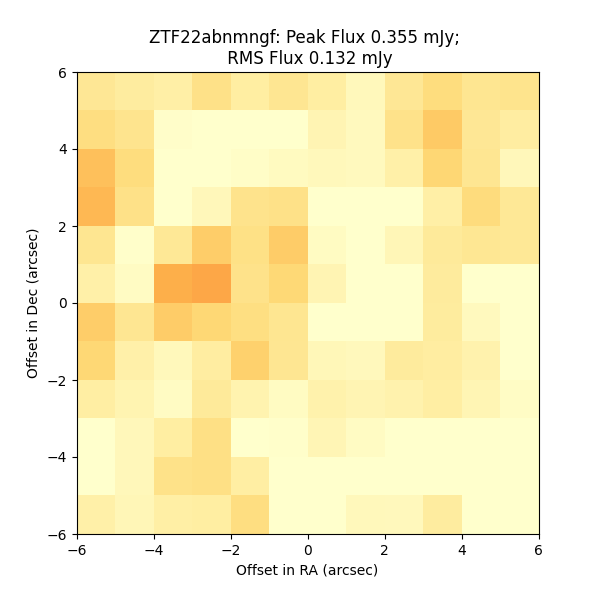 ZTF22abnmngf: Peak Flux 0.355 mJy;
RMS Flux 0.132 mJy
6
4
2
0
−2
−4
−6
Offset in Dec (arcsec)
−6 −4 −2 0 2 4 6
Offset in RA (arcsec)